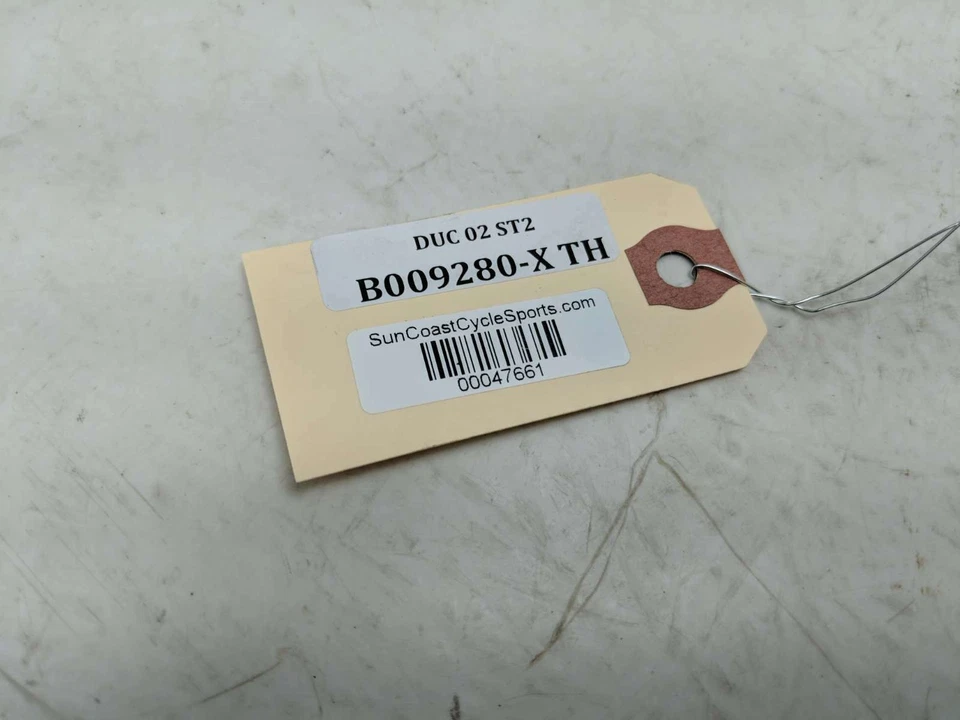 DUC 02 ST2
B009280-X TH
SunCoastCycleSports.com
00047661